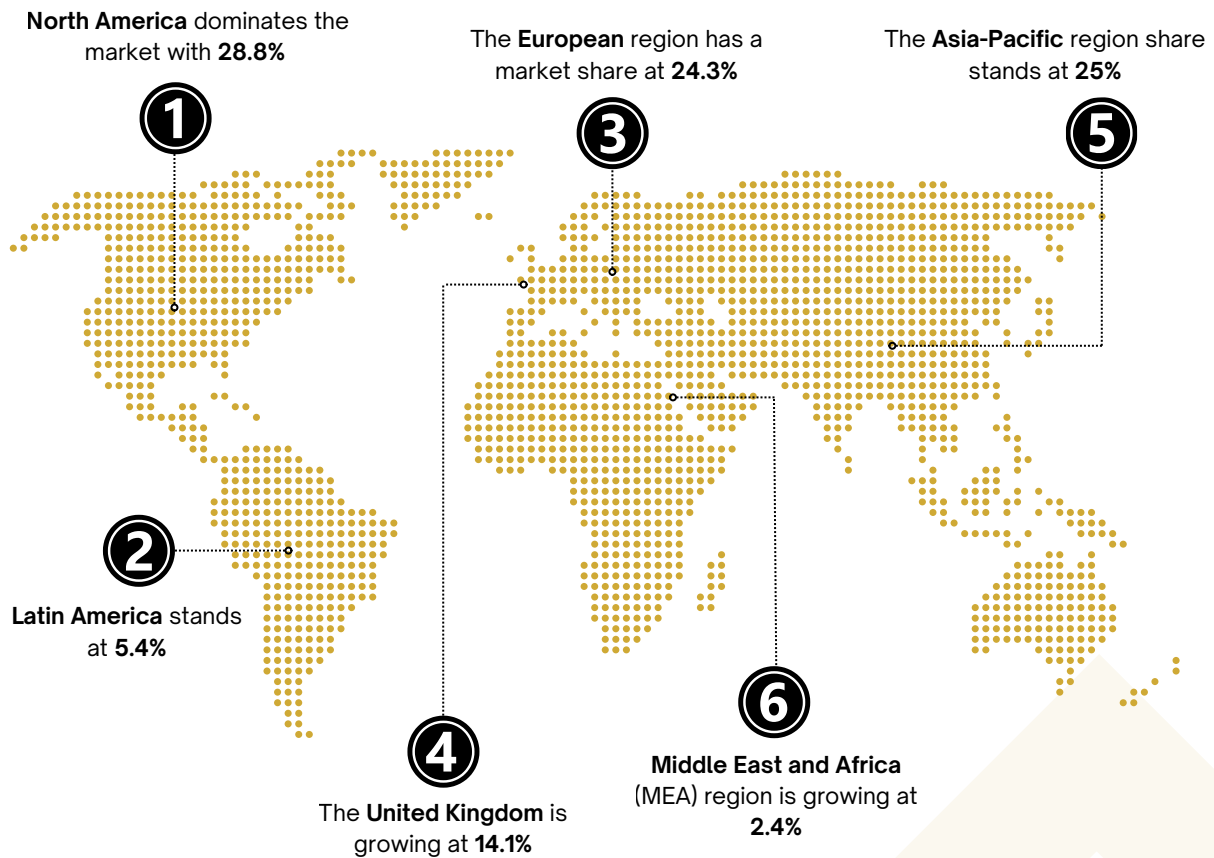 North America dominates the
market with 28.8%
1
The European region has a
market share at 24.3%
3
The Asia-Pacific region share
stands at 25%
5
2
Latin America stands
at 5.4%
4
The United Kingdom is
growing at 14.1%
6
Middle East and Africa
(MEA) region is growing at
2.4%